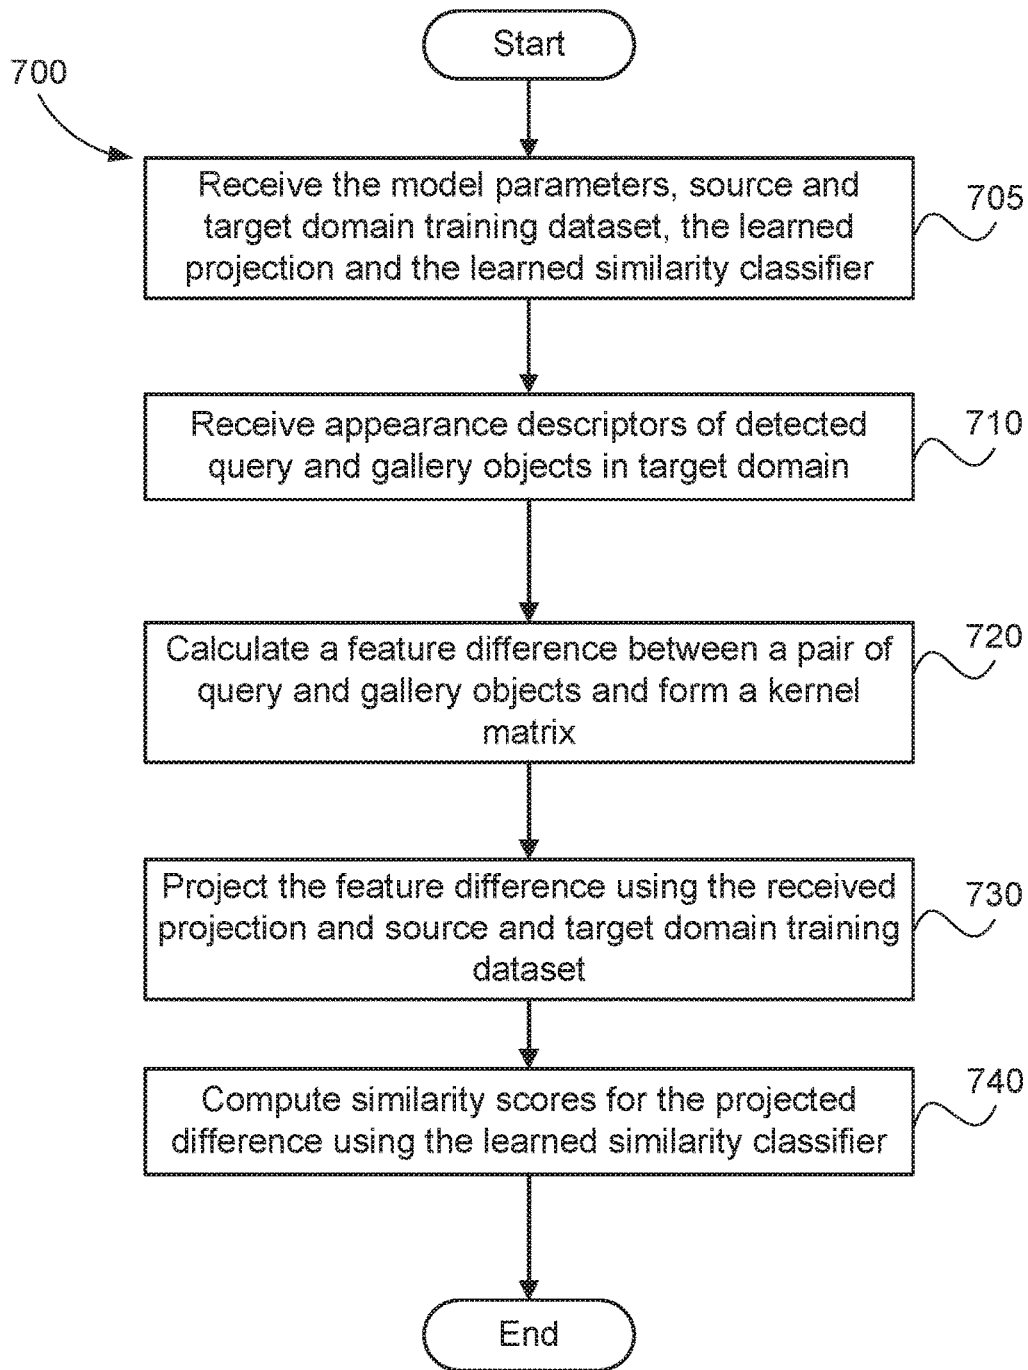 Start
700
Receive the model parameters, source and
target domain training dataset, the learned
projection and the learned similarity classifier
705
Receive appearance descriptors of detected
query and gallery objects in target domain
710
Calculate a feature difference between a pair of
query and gallery objects and form a kernel
matrix
720
Project the feature difference using the received
projection and source and target domain training
dataset
730
Compute similarity scores for the projected
difference using the learned similarity classifier
740
End